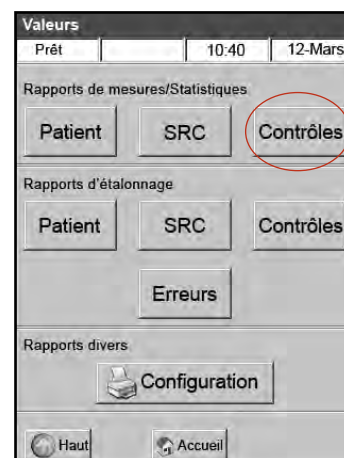 Valeurs
Prêt 10:40 12-Mars
Rapports de mesures/Statistiques
Patient SRC Contrôles
Rapports d'étalonnage
Patient SRC Contrôles
Erreurs
Rapports divers
Configuration
Haut Accueil